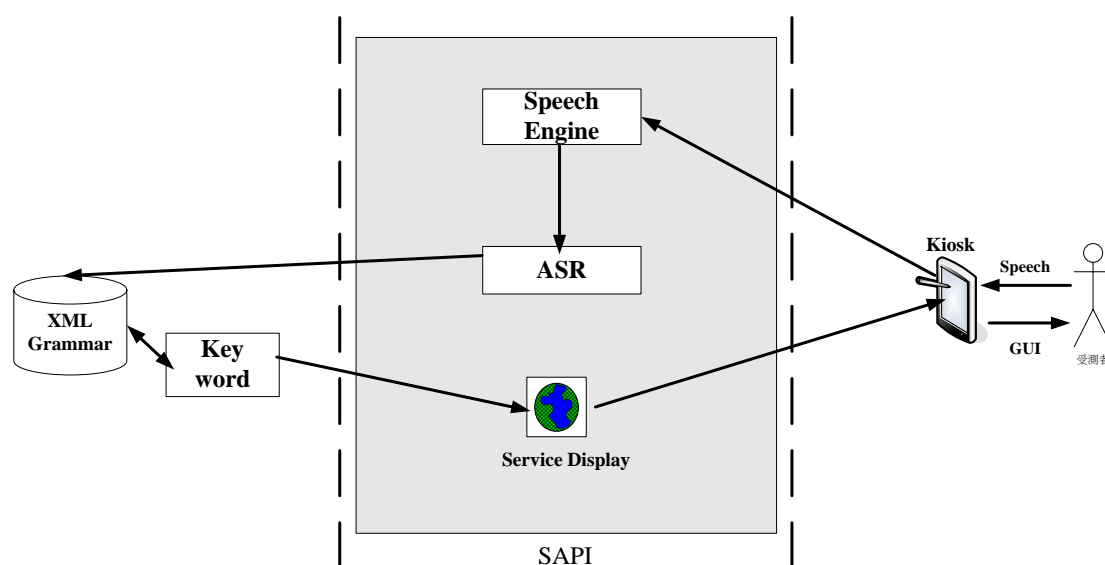 Speech
Engine
ASR
XML
Grammar
Key
word
Service Display
SAPI
Kiosk
Speech
GUI
受測者